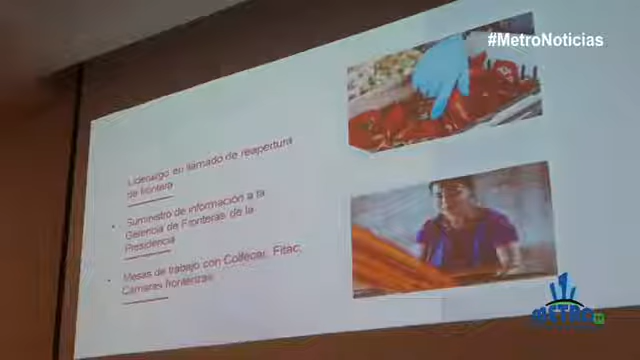 #MetroNoticias
Liderazgo en llamado de reapertura
de frontera
• Suministro de información a la
Gerencia de Fronteras de la
Presidencia
• Mesas de trabajo con Colfecar, Fitac,
Cámaras fronterizas
METRO